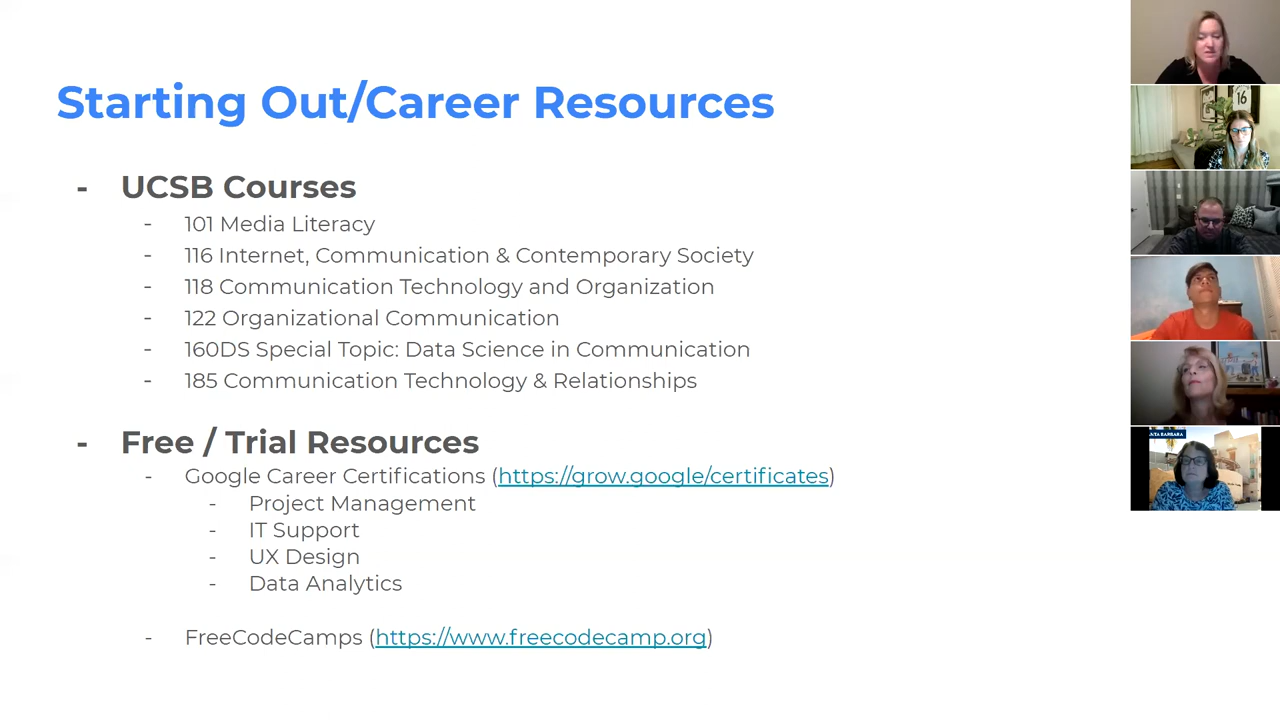 Starting Out/Career Resources
- UCSB Courses
- 101 Media Literacy
- 116 Internet, Communication & Contemporary Society
- 118 Communication Technology and Organization
- 122 Organizational Communication
- 160DS Special Topic: Data Science in Communication
- 185 Communication Technology & Relationships
- Free / Trial Resources
- Google Career Certifications (https://grow.google/certificates)
- Project Management
- IT Support
- UX Design
- Data Analytics
- FreeCodeCamps (https://www.freecodecamp.org)
16
BARBARA